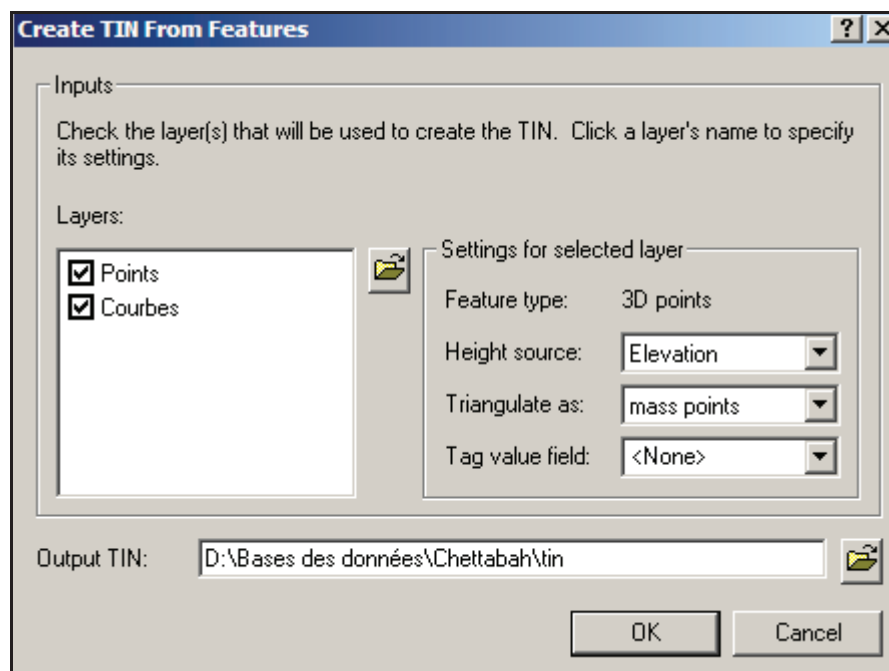 Create TIN From Features
Inputs
Check the layer(s) that will be used to create the TIN. Click a layer's name to specify
its settings.
Layers:
Points
Courbes
Settings for selected layer
Feature type: 3D points
Height source: Elevation
Triangulate as: mass points
Tag value field: <None>
Output TIN: D:\Bases des données\Chettabah\tin
OK Cancel